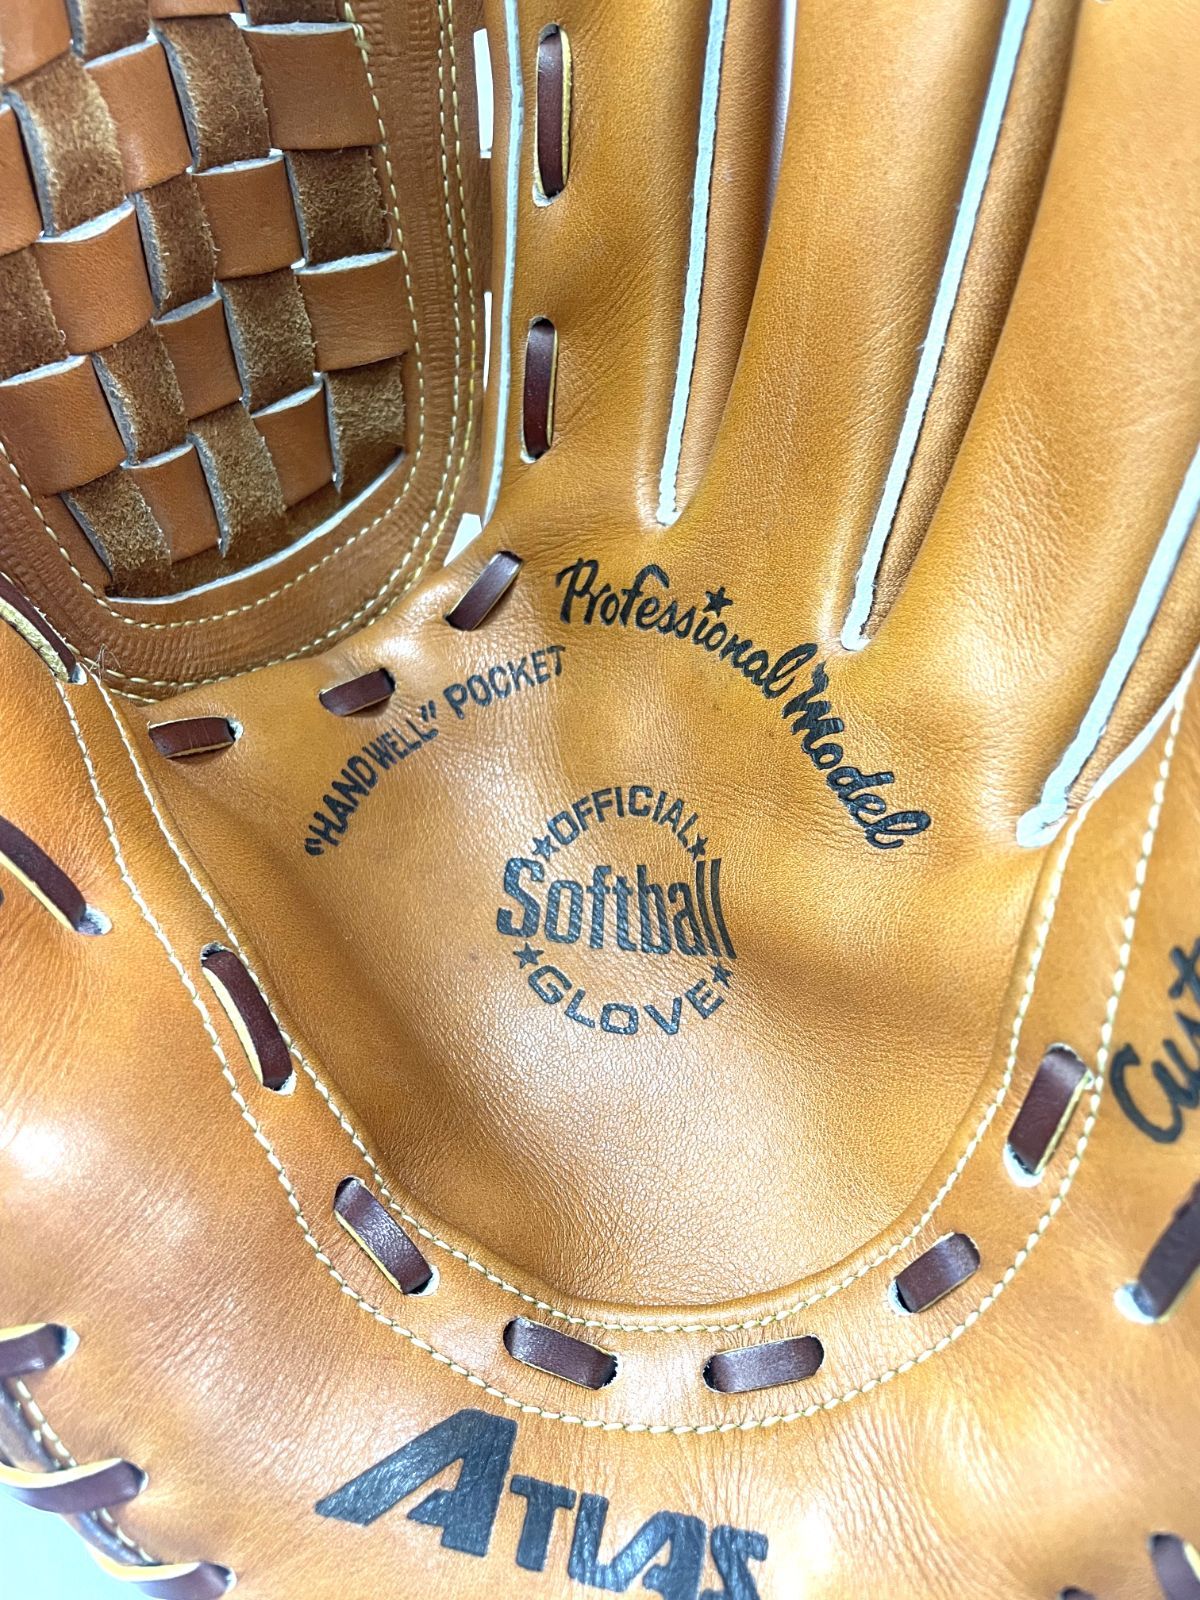 Professional Model
"HAND WELL" POCKET
OFFICIAL
Softball
GLOVE
ATLAS